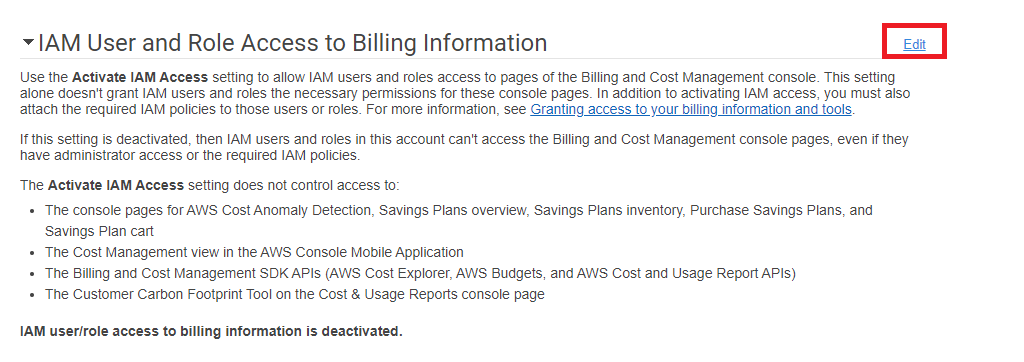 IAM User and Role Access to Billing Information
Edit
Use the Activate IAM Access setting to allow IAM users and roles access to pages of the Billing and Cost Management console. This setting
alone doesn't grant IAM users and roles the necessary permissions for these console pages. In addition to activating IAM access, you must also
attach the required IAM policies to those users or roles. For more information, see Granting access to your billing information and tools.
If this setting is deactivated, then IAM users and roles in this account can't access the Billing and Cost Management console pages, even if they
have administrator access or the required IAM policies.
The Activate IAM Access setting does not control access to:
• The console pages for AWS Cost Anomaly Detection, Savings Plans overview, Savings Plans inventory, Purchase Savings Plans, and
Savings Plan cart
• The Cost Management view in the AWS Console Mobile Application
• The Billing and Cost Management SDK APIs (AWS Cost Explorer, AWS Budgets, and AWS Cost and Usage Report APIs)
• The Customer Carbon Footprint Tool on the Cost & Usage Reports console page
IAM user/role access to billing information is deactivated.